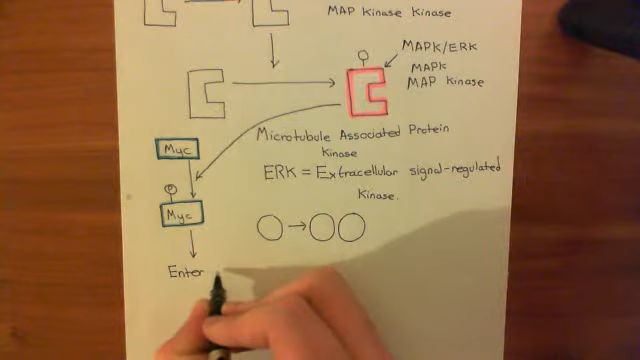 MAP Kinase Kinase
MAPK/ERK
MAPK
MAP Kinase
Microtubule Associated Protein
Kinase
ERK = Extracellular signal-regulated
Kinase.
Myc
Myc
Enter